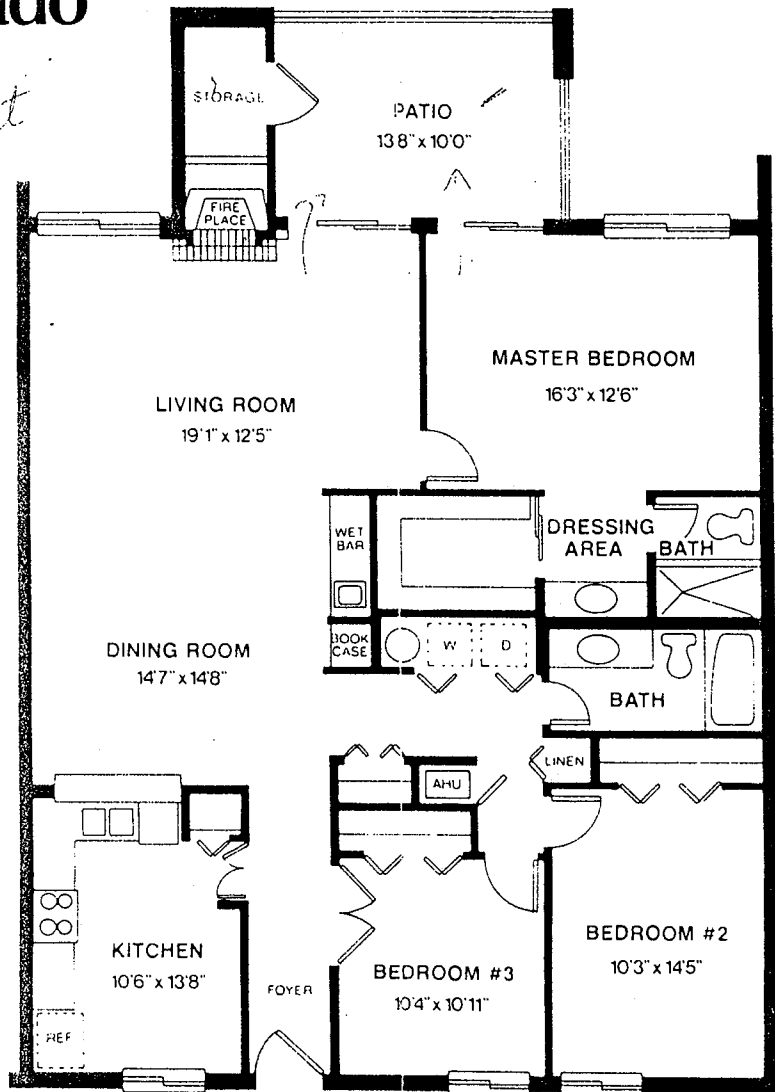 STORAGE
PATIO
13'8" x 10'0"
FIRE
PLACE
MASTER BEDROOM
16'3" x 12'6"
LIVING ROOM
19'1" x 12'5"
WET
BAR
DRESSING
AREA
BATH
DINING ROOM
14'7" x 14'8"
BOOK
CASE
W
D
BATH
LINEN
AHU
KITCHEN
10'6" x 13'8"
FOYER
BEDROOM #3
10'4" x 10'11"
BEDROOM #2
10'3" x 14'5"
REF